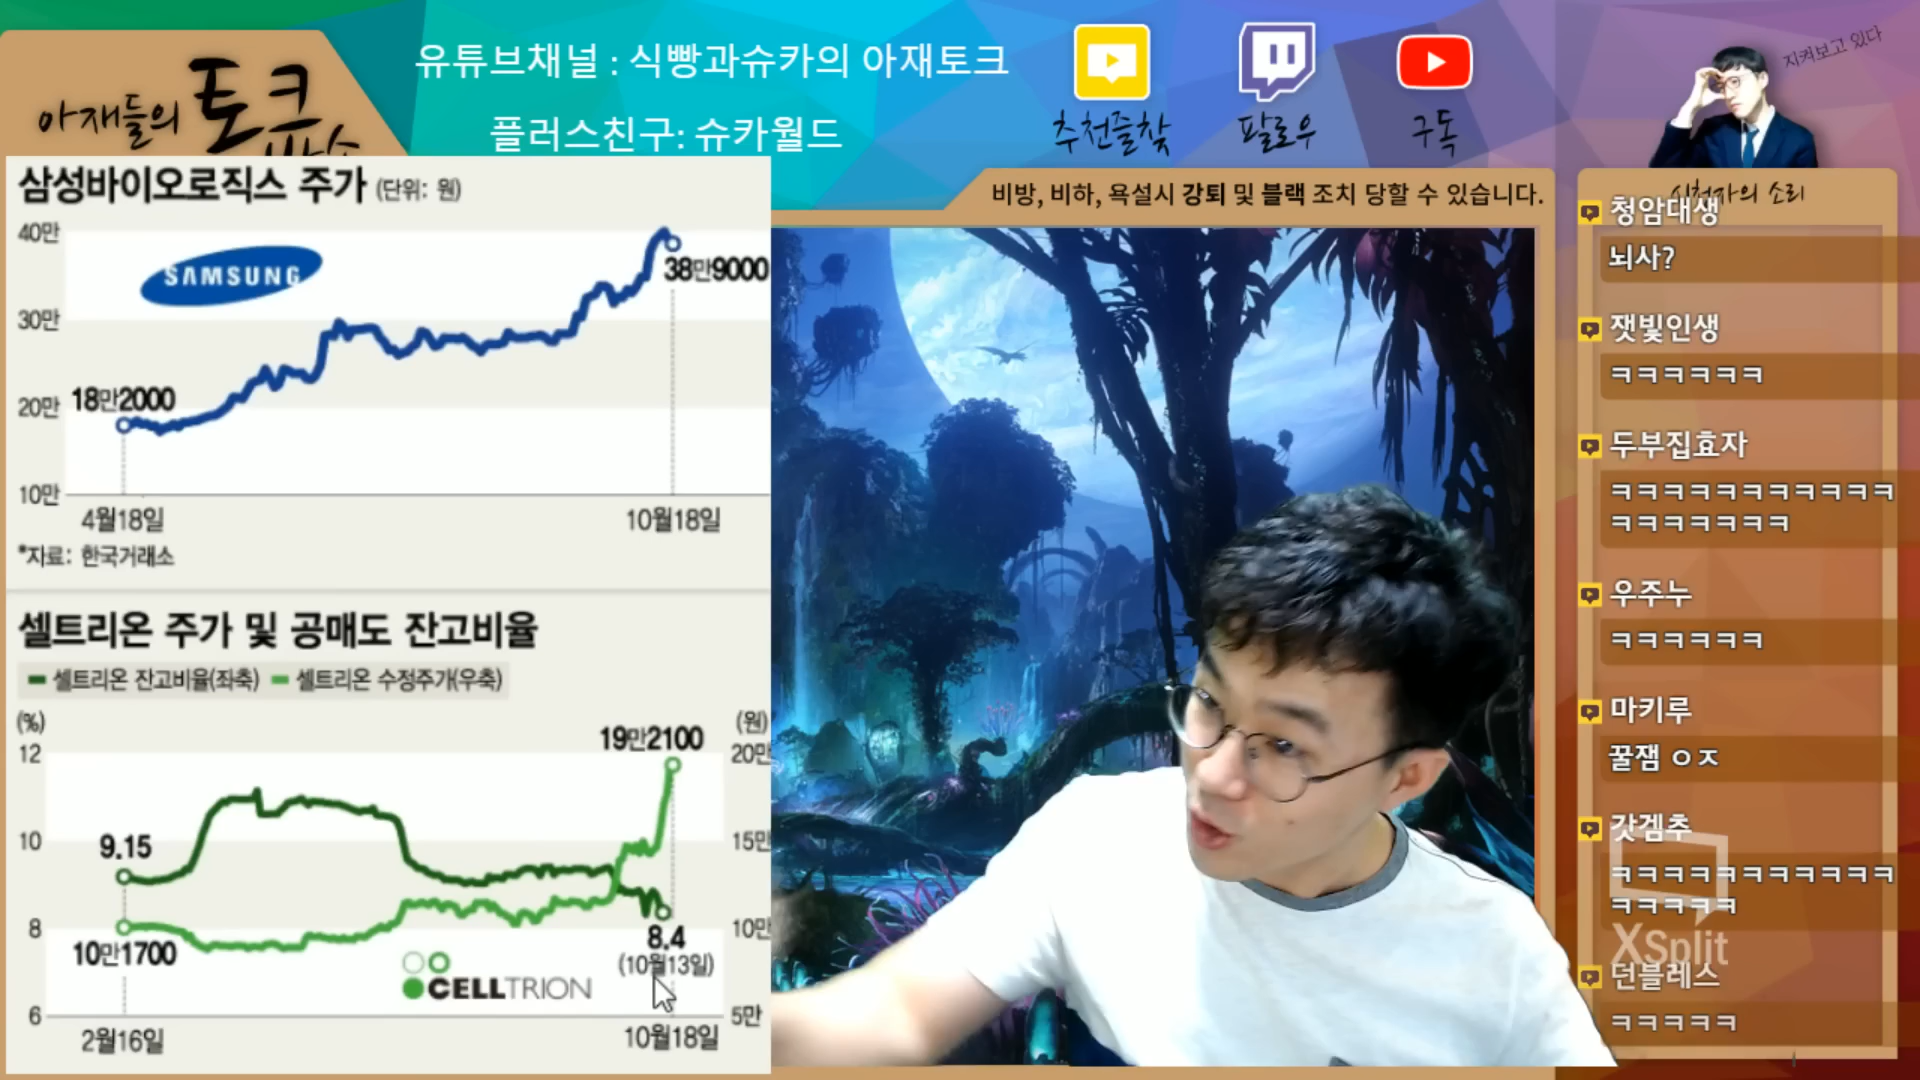 아재들의 토크
유튜브채널 : 식빵과슈카의 아재토크
플러스친구: 슈카월드
추천즐찾
팔로우
구독
지켜보고 있다
비방, 비하, 욕설시 강퇴 및 블랙 조치 당할 수 있습니다.
삼성바이오로직스 주가 (단위: 원)
40만
SAMSUNG
38만9000
30만
18만2000
20만
10만
4월18일
10월18일
*자료: 한국거래소
셀트리온 주가 및 공매도 잔고비율
셀트리온 잔고비율(좌축)
셀트리온 수정주가(우축)
(%)
(원)
19만2100
12
20만
10
15만
9.15
8
10만
10만1700
8.4
(10월13일)
CELLTRION
6
5만
2월16일
10월18일
시청자의 소리
청암대생
뇌사?
잿빛인생
ㅋㅋㅋㅋㅋㅋ
두부집효자
ㅋㅋㅋㅋㅋㅋㅋㅋㅋㅋㅋ
ㅋㅋㅋㅋㅋㅋㅋ
우주누
ㅋㅋㅋㅋㅋㅋ
마키루
꿀잼 ㅇㅈ
갓겜추
ㅋㅋㅋㅋㅋㅋㅋㅋㅋㅋㅋ
ㅋㅋㅋㅋㅋ
XSplit
던블레스
ㅋㅋㅋㅋㅋ